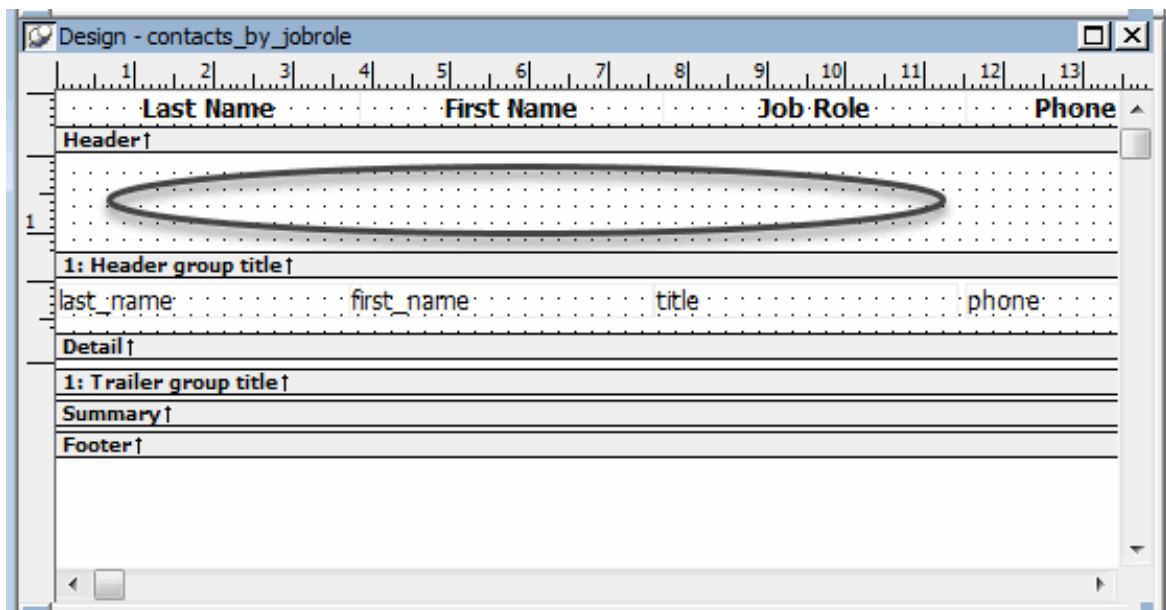 Design - contacts_by_jobrole
1 2 3 4 5 6 7 8 9 10 11 12 13
Last Name First Name Job Role Phone
Header↑
1
1: Header group title↑
last_name first_name title phone
Detail↑
1: Trailer group title↑
Summary↑
Footer↑